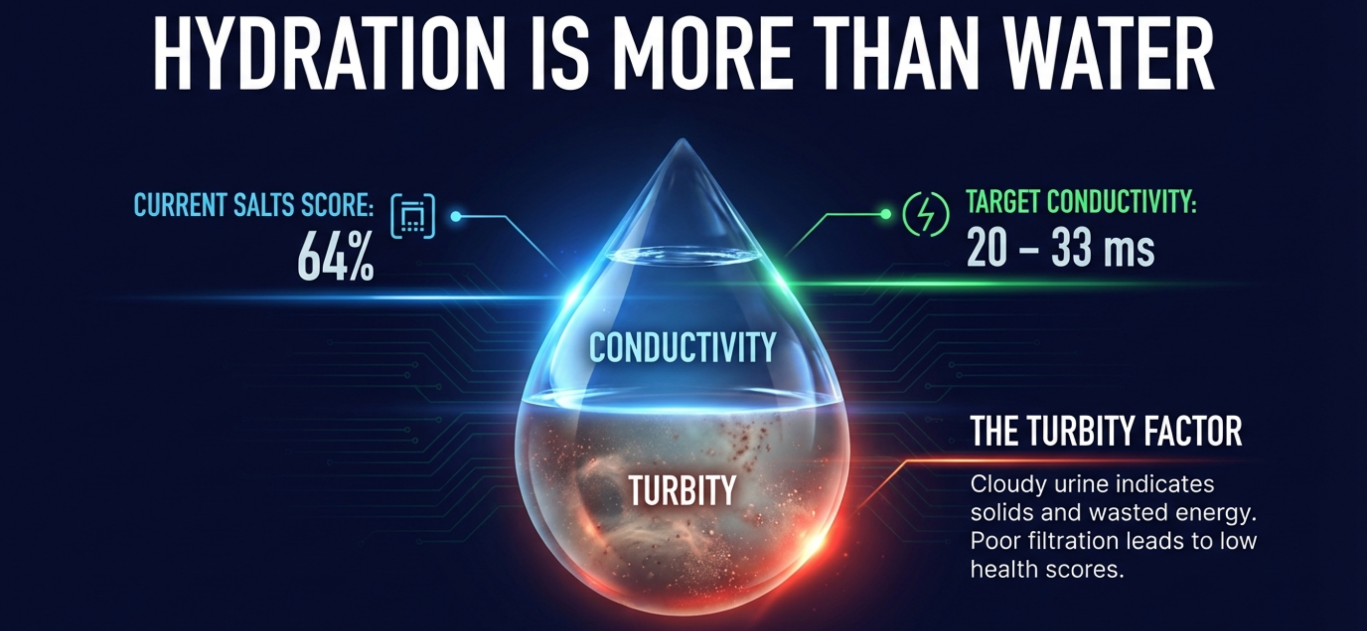 HYDRATION IS MORE THAN WATER
CURRENT SALTS SCORE:
64%
TARGET CONDUCTIVITY:
20 – 33 ms
CONDUCTIVITY
TURBITY
THE TURBITY FACTOR
Cloudy urine indicates
solids and wasted energy.
Poor filtration leads to low
health scores.